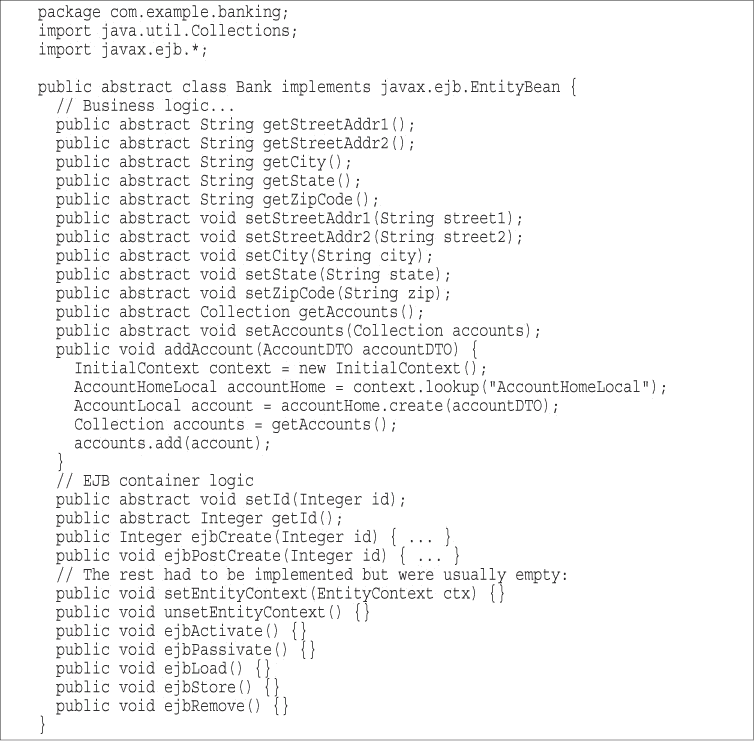 package com.example.banking;
import java.util.Collections;
import javax.ejb.*;

public abstract class Bank implements javax.ejb.EntityBean {
  // Business logic...
  public abstract String getStreetAddr1();
  public abstract String getStreetAddr2();
  public abstract String getCity();
  public abstract String getState();
  public abstract String getZipCode();
  public abstract void setStreetAddr1(String street1);
  public abstract void setStreetAddr2(String street2);
  public abstract void setCity(String city);
  public abstract void setState(String state);
  public abstract void setZipCode(String zip);
  public abstract Collection getAccounts();
  public abstract void setAccounts(Collection accounts);
  public void addAccount(AccountDTO accountDTO) {
    InitialContext context = new InitialContext();
    AccountHomeLocal accountHome = context.lookup("AccountHomeLocal");
    AccountLocal account = accountHome.create(accountDTO);
    Collection accounts = getAccounts();
    accounts.add(account);
  }
  // EJB container logic
  public abstract void setId(Integer id);
  public abstract Integer getId();
  public Integer ejbCreate(Integer id) { ... }
  public void ejbPostCreate(Integer id) { ... }
  // The rest had to be implemented but were usually empty:
  public void setEntityContext(EntityContext ctx) {}
  public void unsetEntityContext() {}
  public void ejbActivate() {}
  public void ejbPassivate() {}
  public void ejbLoad() {}
  public void ejbStore() {}
  public void ejbRemove() {}
}